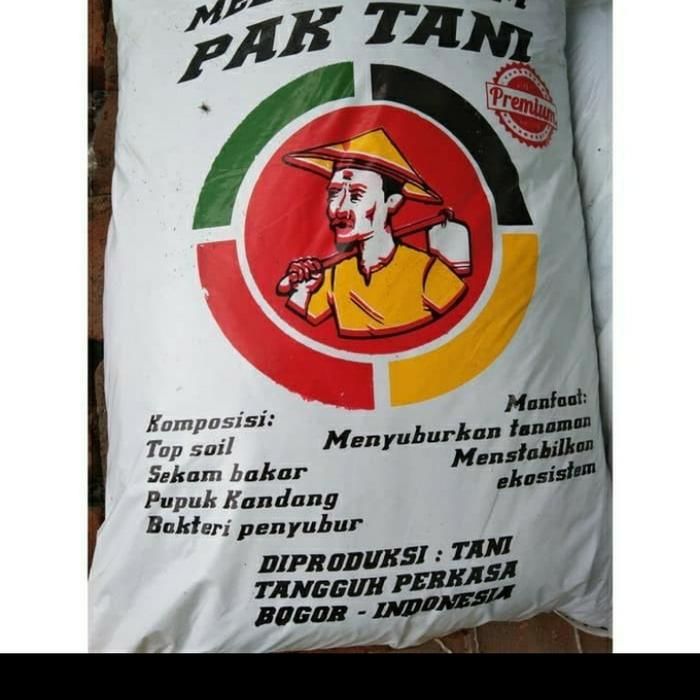 PAK TANI
Premium
Komposisi:
Top soil
Sekam bakar
Pupuk Kandang
Bakteri penyubur
Manfaat:
Menyuburkan tanaman
Menstabilkan
ekosistem
DIPRODUKSI : TANI
TANGGUH PERKASA
BOGOR - INDONESIA